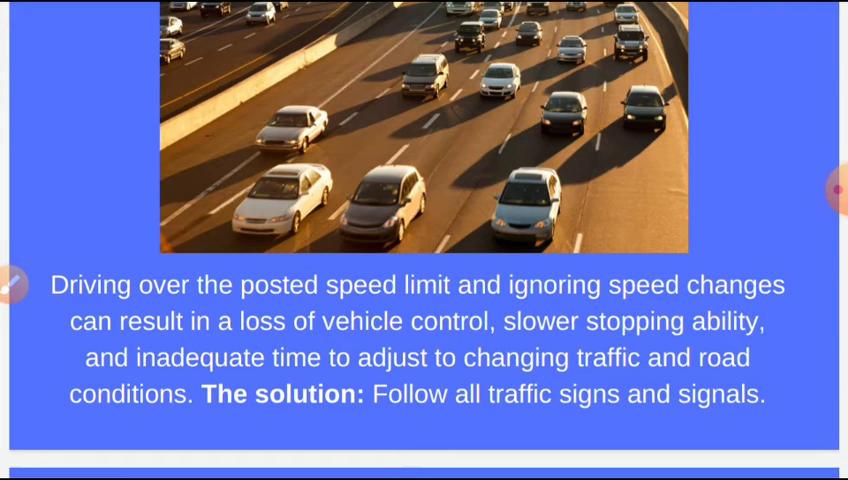 Driving over the posted speed limit and ignoring speed changes
can result in a loss of vehicle control, slower stopping ability,
and inadequate time to adjust to changing traffic and road
conditions. The solution: Follow all traffic signs and signals.